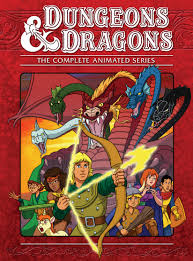 DUNGEONS
& DRAGONS
THE COMPLETE ANIMATED SERIES